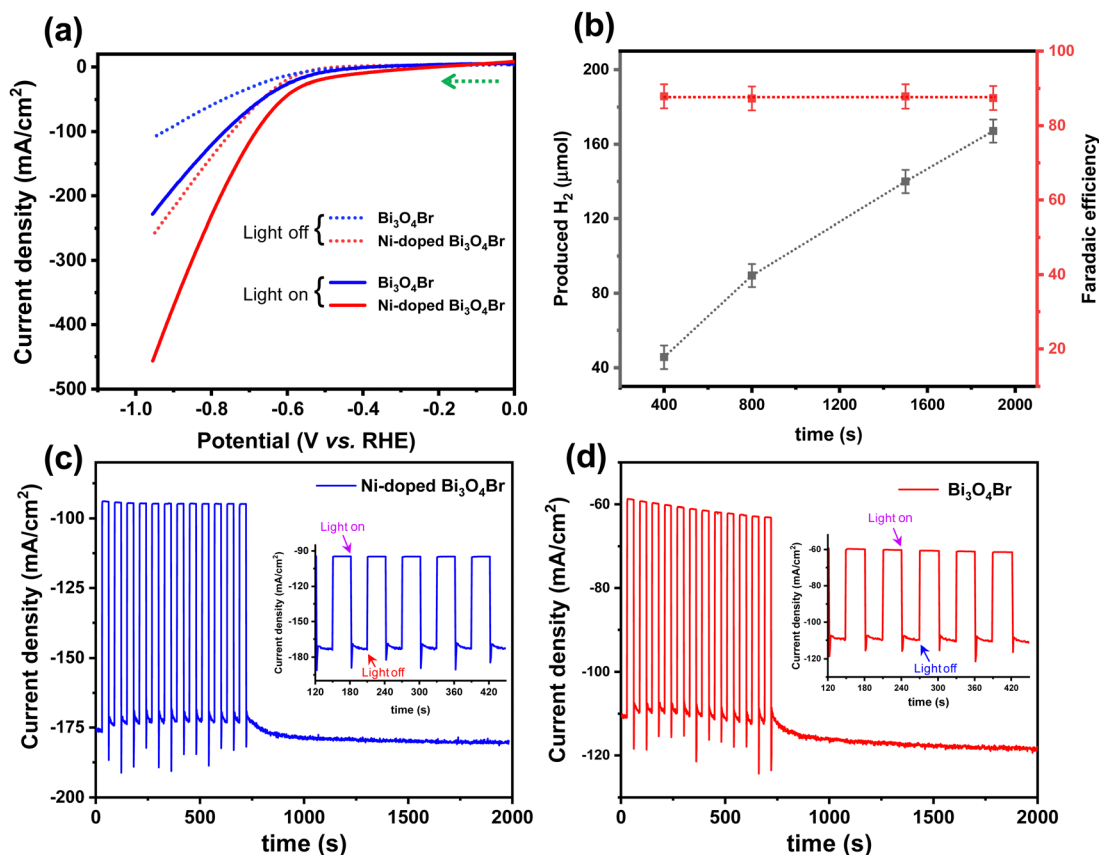 (a)
0
-100
-200
-300
-400
-500
-1.0
-0.8
-0.6
-0.4
-0.2
0.0
Current density (mA/cm²)
Potential (V vs. RHE)
Light off { Bi₃O₄Br
Ni-doped Bi₃O₄Br
Light on { Bi₃O₄Br
Ni-doped Bi₃O₄Br
(b)
200
160
120
80
40
100
80
60
40
20
400
800
1200
1600
2000
Produced H₂ (μmol)
Faradaic efficiency
time (s)
(c)
-75
-100
-125
-150
-175
-200
0
500
1000
1500
2000
Current density (mA/cm²)
time (s)
Ni-doped Bi₃O₄Br
Light on
Light off
-90
-120
-150
-180
120
180
240
300
360
420
Current density (mA/cm²)
time (s)
(d)
-50
-60
-70
-80
-90
-100
-110
-120
-130
0
500
1000
1500
2000
Current density (mA/cm²)
time (s)
Bi₃O₄Br
Light on
Light off
-60
-80
-100
-120
120
180
240
300
360
420
Current density (mA/cm²)
time (s)